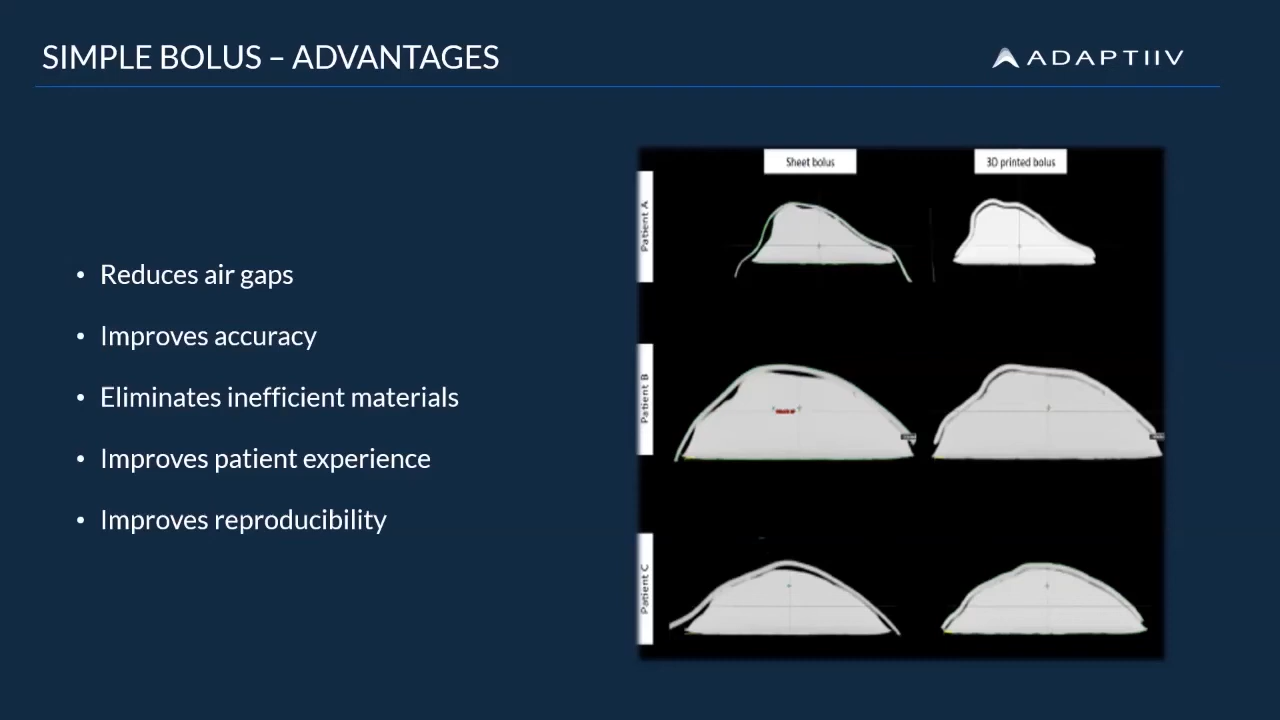 SIMPLE BOLUS – ADVANTAGES
ADAPTIIV
• Reduces air gaps
• Improves accuracy
• Eliminates inefficient materials
• Improves patient experience
• Improves reproducibility
Sheet bolus
3D printed bolus
Patient A
Patient B
Patient C